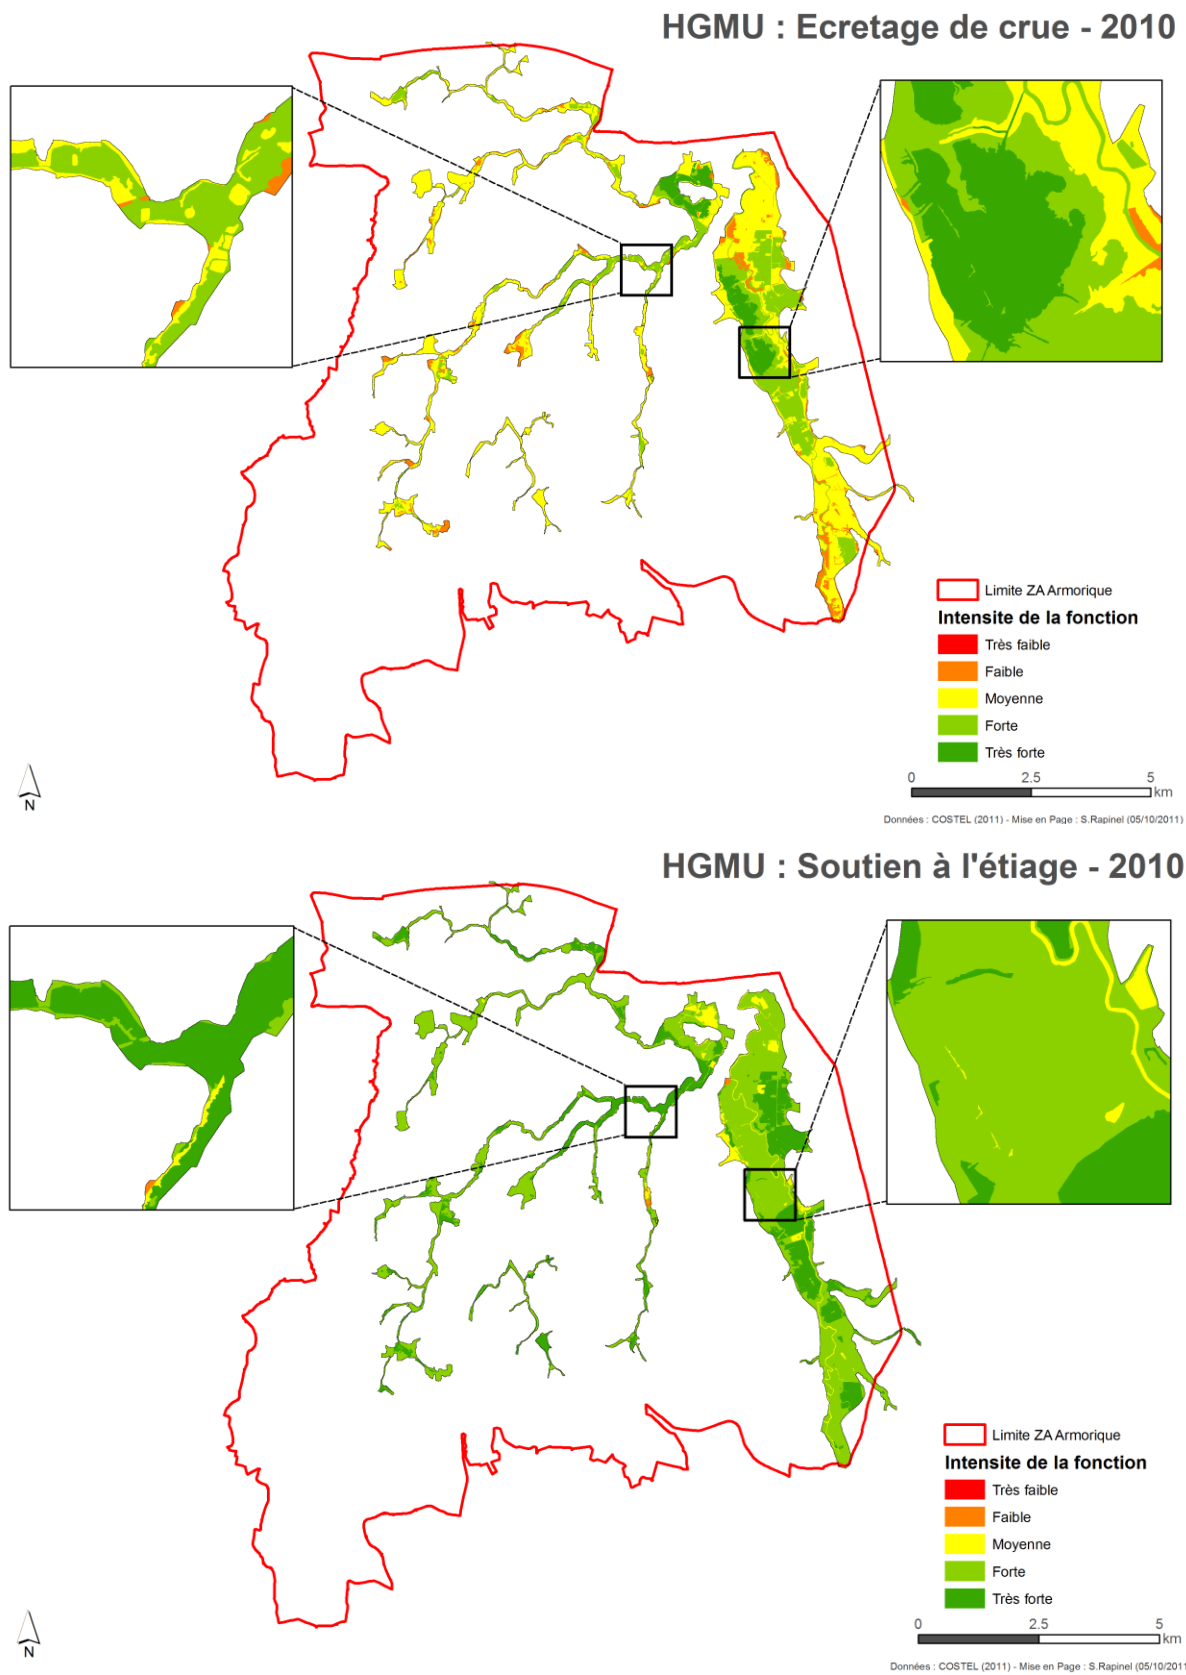 HGMU : Ecretage de crue - 2010
Limite ZA Armorique
Intensite de la fonction
Très faible
Faible
Moyenne
Forte
Très forte
0 2.5 5
km
N
Données : COSTEL (2011) - Mise en Page : S.Rapinel (05/10/2011)
HGMU : Soutien à l'étiage - 2010
Limite ZA Armorique
Intensite de la fonction
Très faible
Faible
Moyenne
Forte
Très forte
0 2.5 5
km
N
Données : COSTEL (2011) - Mise en Page : S.Rapinel (05/10/2011